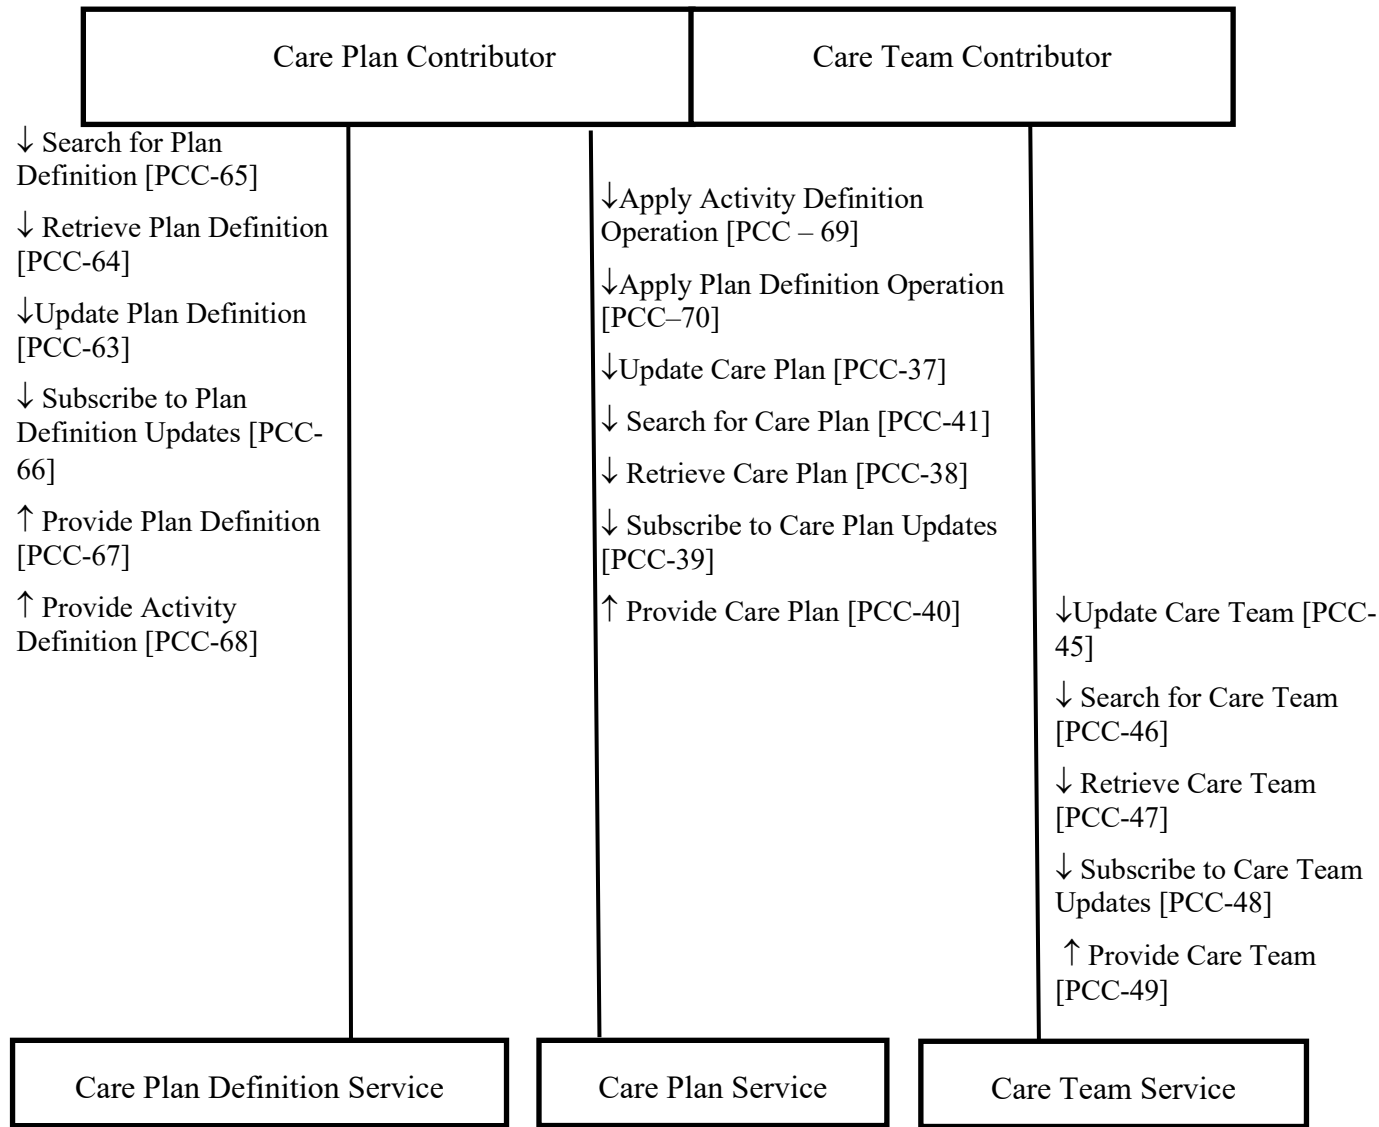 Care Plan Contributor
Care Team Contributor
↓ Search for Plan
Definition [PCC-65]
↓ Retrieve Plan Definition
[PCC-64]
↓Update Plan Definition
[PCC-63]
↓ Subscribe to Plan
Definition Updates [PCC-
66]
↑ Provide Plan Definition
[PCC-67]
↑ Provide Activity
Definition [PCC-68]
↓Apply Activity Definition
Operation [PCC – 69]
↓Apply Plan Definition Operation
[PCC–70]
↓Update Care Plan [PCC-37]
↓ Search for Care Plan [PCC-41]
↓ Retrieve Care Plan [PCC-38]
↓ Subscribe to Care Plan Updates
[PCC-39]
↑ Provide Care Plan [PCC-40]
↓Update Care Team [PCC-
45]
↓ Search for Care Team
[PCC-46]
↓ Retrieve Care Team
[PCC-47]
↓ Subscribe to Care Team
Updates [PCC-48]
↑ Provide Care Team
[PCC-49]
Care Plan Definition Service
Care Plan Service
Care Team Service